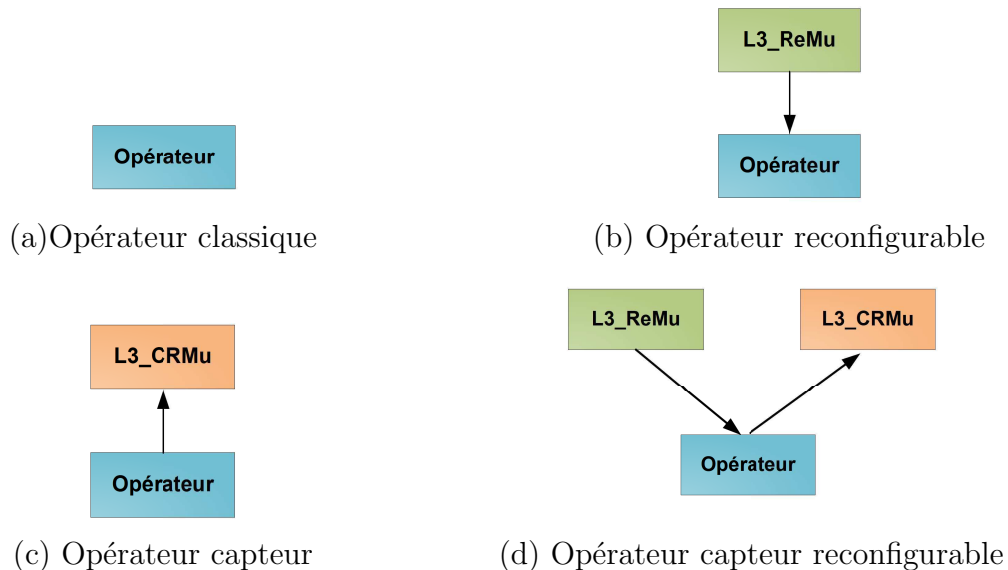 L3_ReMu
Opérateur
Opérateur
(a)Opérateur classique
(b) Opérateur reconfigurable
L3_CRMu
Opérateur
(c) Opérateur capteur
L3_ReMu
L3_CRMu
Opérateur
(d) Opérateur capteur reconfigurable